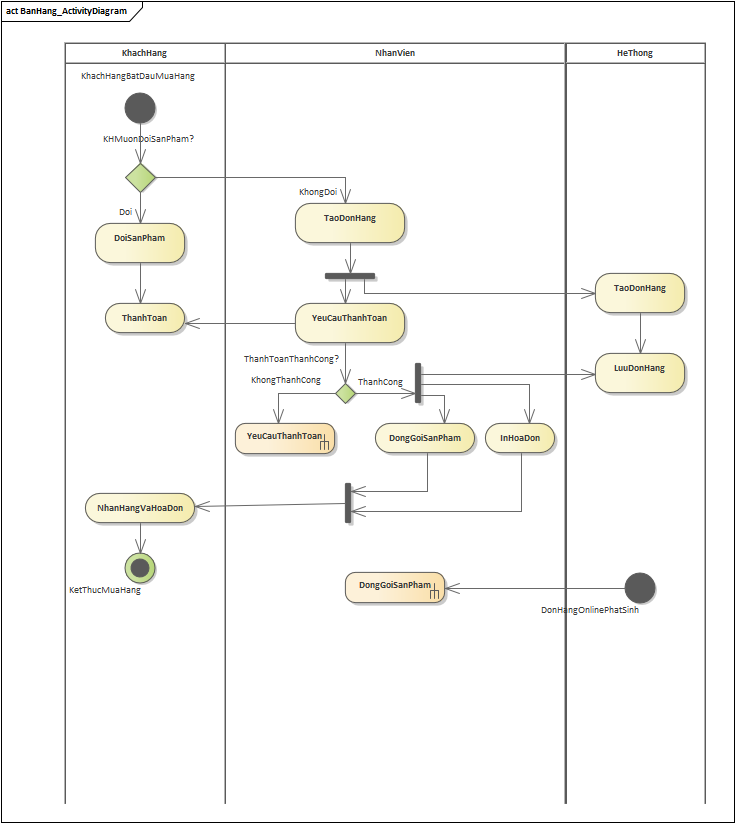 act BanHang_ActivityDiagram
KhachHang
NhanVien
HeThong
KhachHangBatDauMuaHang
KHMuonDoiSanPham?
KhongDoi
Doi
TaoDonHang
DoiSanPham
TaoDonHang
ThanhToan
YeuCauThanhToan
ThanhToanThanhCong?
KhongThanhCong
ThanhCong
LuuDonHang
YeuCauThanhToan
DongGoiSanPham
InHoaDon
NhanHangVaHoaDon
KetThucMuaHang
DongGoiSanPham
DonHangOnlinePhatSinh